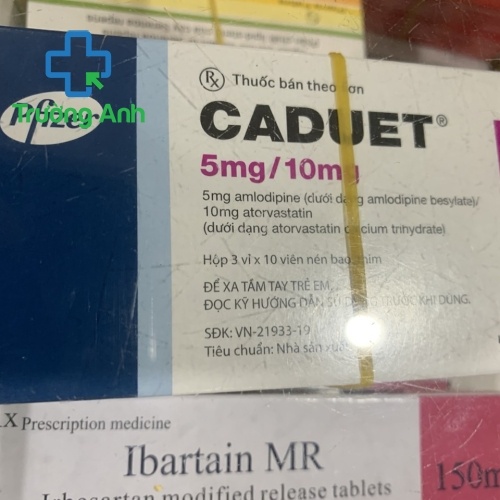 Trường Anh
Pfizer
Rx Thuốc bán theo đơn
CADUET®
5mg/10mg
5mg amlodipine (dưới dạng amlodipine besylate)/
10mg atorvastatin
(dưới dạng atorvastatin calcium trihydrate)
Hộp 3 vỉ x 10 viên nén bao phim
ĐỂ XA TẦM TAY TRẺ EM.
ĐỌC KỸ HƯỚNG DẪN SỬ DỤNG TRƯỚC KHI DÙNG.
SĐK: VN-21933-19
Tiêu chuẩn: Nhà sản xuất
Prescription medicine
Ibartain MR
Irbesartan modified release tablets
150m